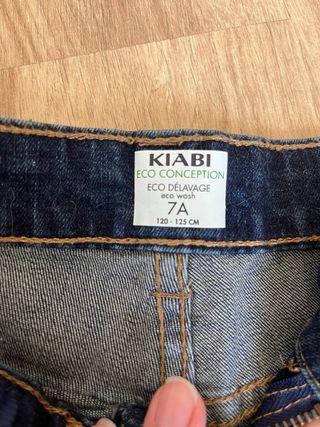 KIABI
ECO CONCEPTION
ECO DÉLAVAGE
eco wash
7A
120 - 125 CM